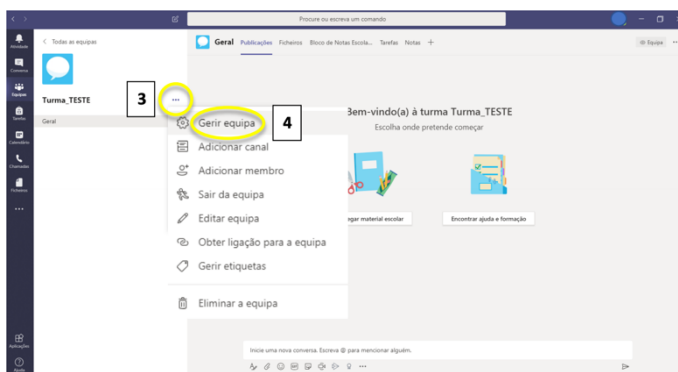 Procure ou escreva um comando
Atividade
Conversa
Equipas
Tarefas
Calendário
Chamadas
Ficheiros
Aplicações
Ajuda
Todas as equipas
Turma_TESTE
Geral
3
...
Geral Publicações Ficheiros Bloco de Notas Escola... Tarefas Notas +
Equipa
Gerir equipa
4
Adicionar canal
Adicionar membro
Sair da equipa
Editar equipa
Obter ligação para a equipa
Gerir etiquetas
Eliminar a equipa
Bem-vindo(a) à turma Turma_TESTE
Escolha onde pretende começar
material escolar
Encontrar ajuda e formação
Inicie uma nova conversa. Escreva @ para mencionar alguém.